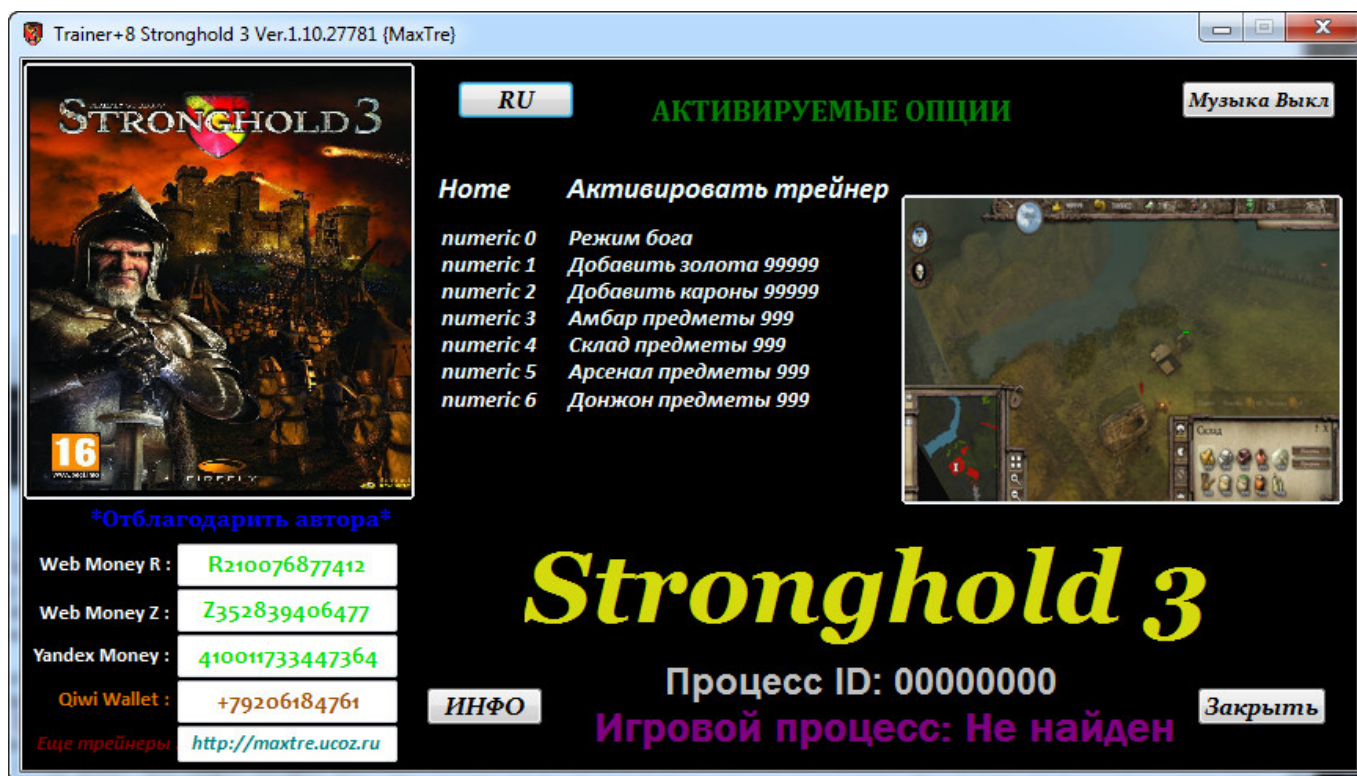 Trainer+8 Stronghold 3 Ver.1.10.27781 {MaxTre}
STRONGHOLD 3
16
FIREFLY
RU
АКТИВИРУЕМЫЕ ОПЦИИ
Музыка Выкл
Home Активировать трейнер
numeric 0 Режим бога
numeric 1 Добавить золота 99999
numeric 2 Добавить кароны 99999
numeric 3 Амбар предметы 999
numeric 4 Склад предметы 999
numeric 5 Арсенал предметы 999
numeric 6 Донжон предметы 999
Склад
*Отблагодарить автора*
Web Money R : R210076877412
Web Money Z : Z352839406477
Yandex Money : 410011733447364
Qiwi Wallet : +79206184761
Еще трейнеры : http://maxtre.ucoz.ru
Stronghold 3
Процесс ID: 00000000
Игровой процесс: Не найден
ИНФО
Закрыть